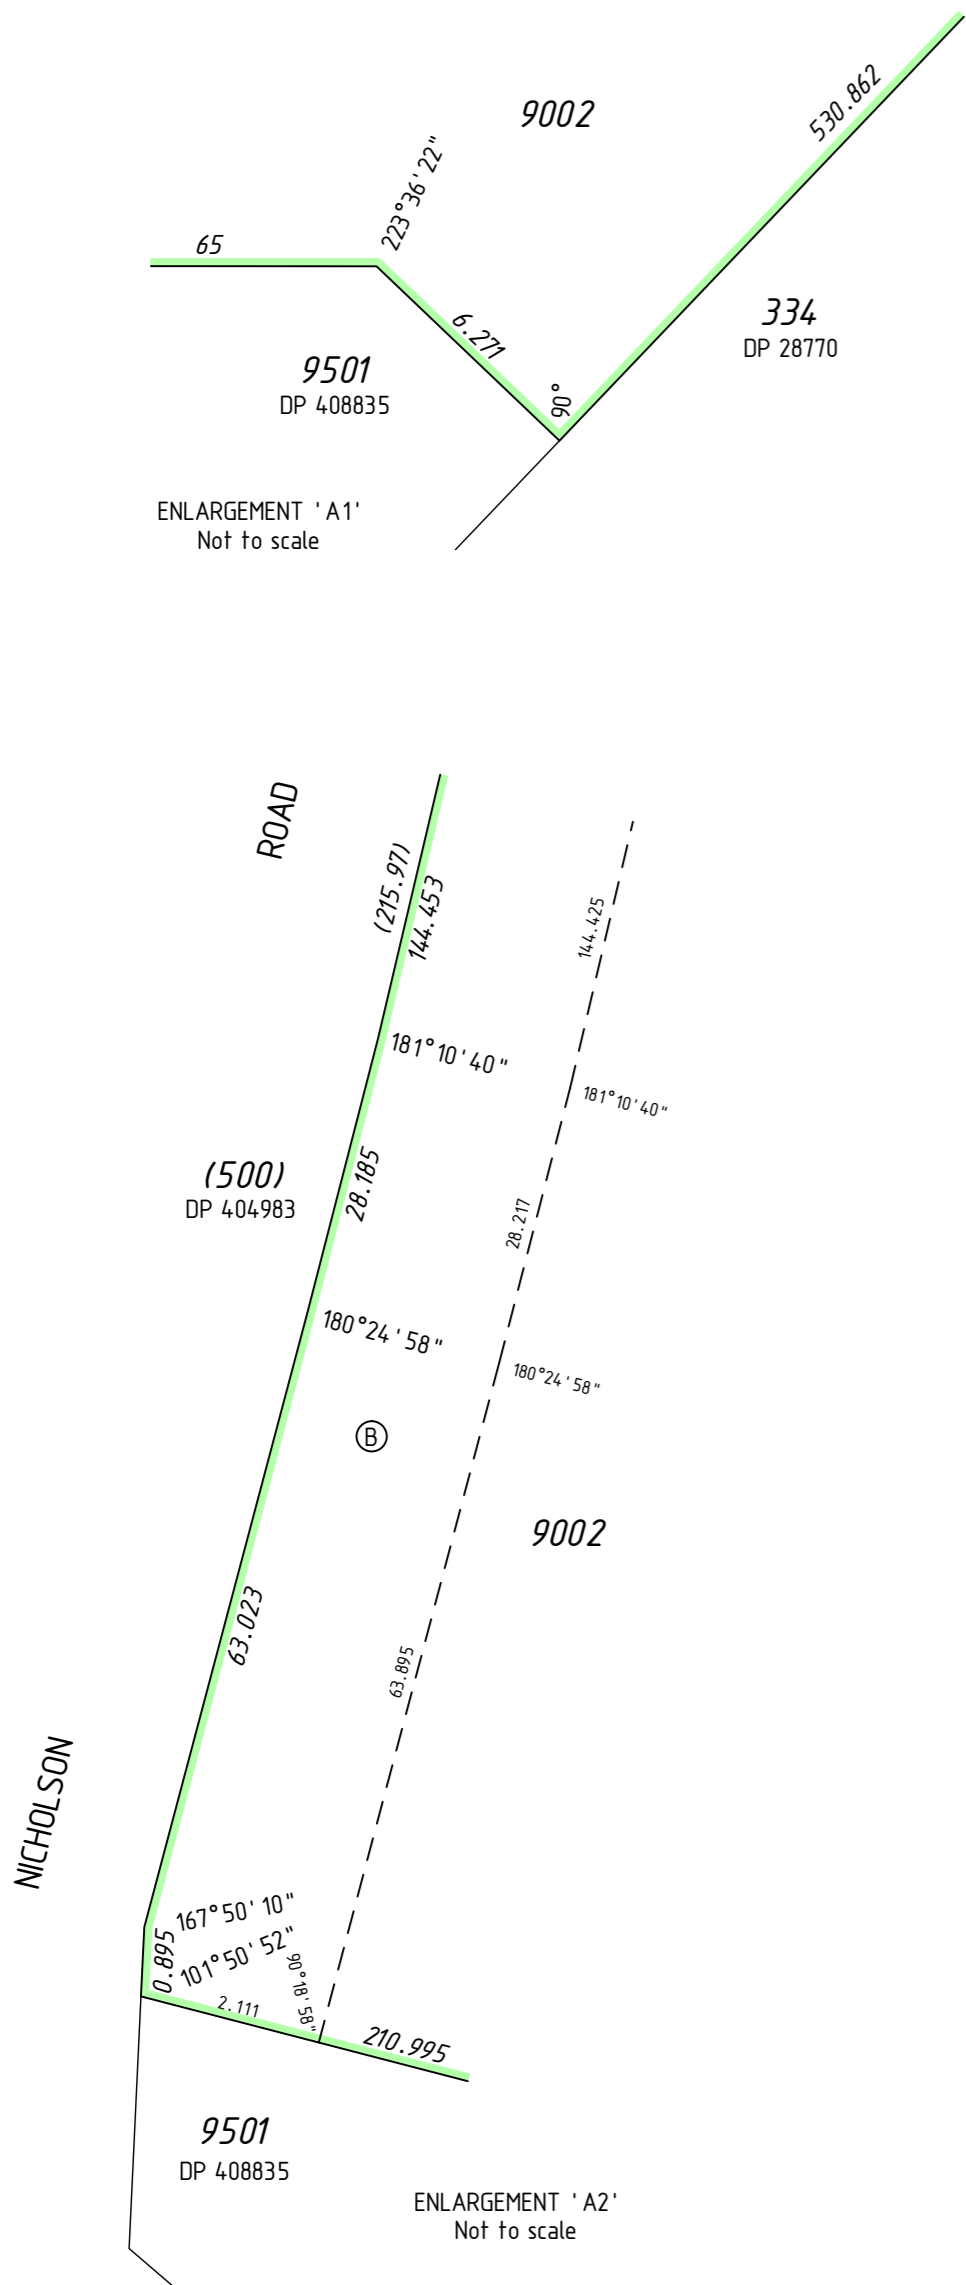 9002
530.862
223°36'22"
65
6.271
334
DP 28770
9501
DP 408835
90°
ENLARGEMENT 'A1'
Not to scale
ROAD
(215.97)
144.453
144.425
181°10'40"
181°10'40"
(500)
DP 404983
28.185
28.217
180°24'58"
180°24'58"
B
9002
63.023
63.895
NICHOLSON
167°50'10"
0.895
101°50'52"
90°18'58"
2.111
210.995
9501
DP 408835
ENLARGEMENT 'A2'
Not to scale